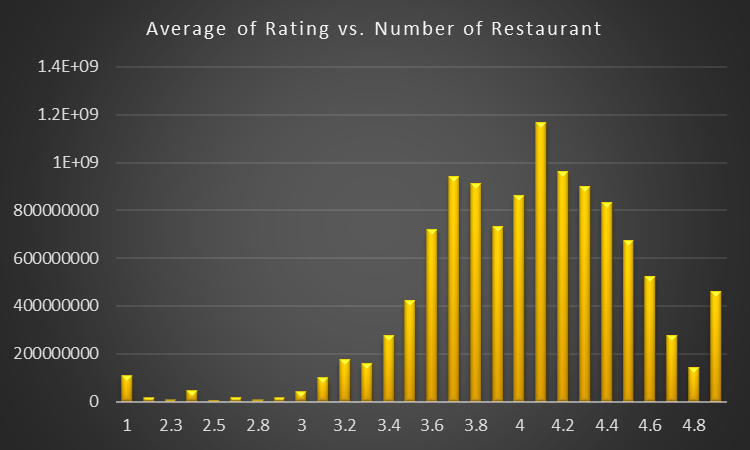 Average of Rating vs. Number of Restaurant
1.4E+09
1.2E+09
1E+09
800000000
600000000
400000000
200000000
0
1 2.3 2.5 2.8 3 3.2 3.4 3.6 3.8 4 4.2 4.4 4.6 4.8